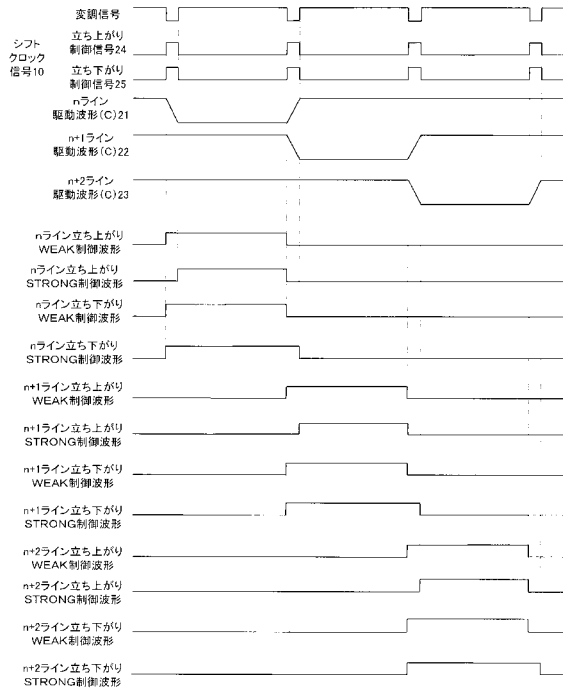 変調信号
シフト
クロック
信号10
立ち上がり
制御信号24
立ち下がり
制御信号25
nライン
駆動波形(C)21
n+1ライン
駆動波形(C)22
n+2ライン
駆動波形(C)23
nライン立ち上がり
WEAK制御波形
nライン立ち上がり
STRONG制御波形
nライン立ち下がり
WEAK制御波形
nライン立ち下がり
STRONG制御波形
n+1ライン立ち上がり
WEAK制御波形
n+1ライン立ち上がり
STRONG制御波形
n+1ライン立ち下がり
WEAK制御波形
n+1ライン立ち下がり
STRONG制御波形
n+2ライン立ち上がり
WEAK制御波形
n+2ライン立ち上がり
STRONG制御波形
n+2ライン立ち下がり
WEAK制御波形
n+2ライン立ち下がり
STRONG制御波形